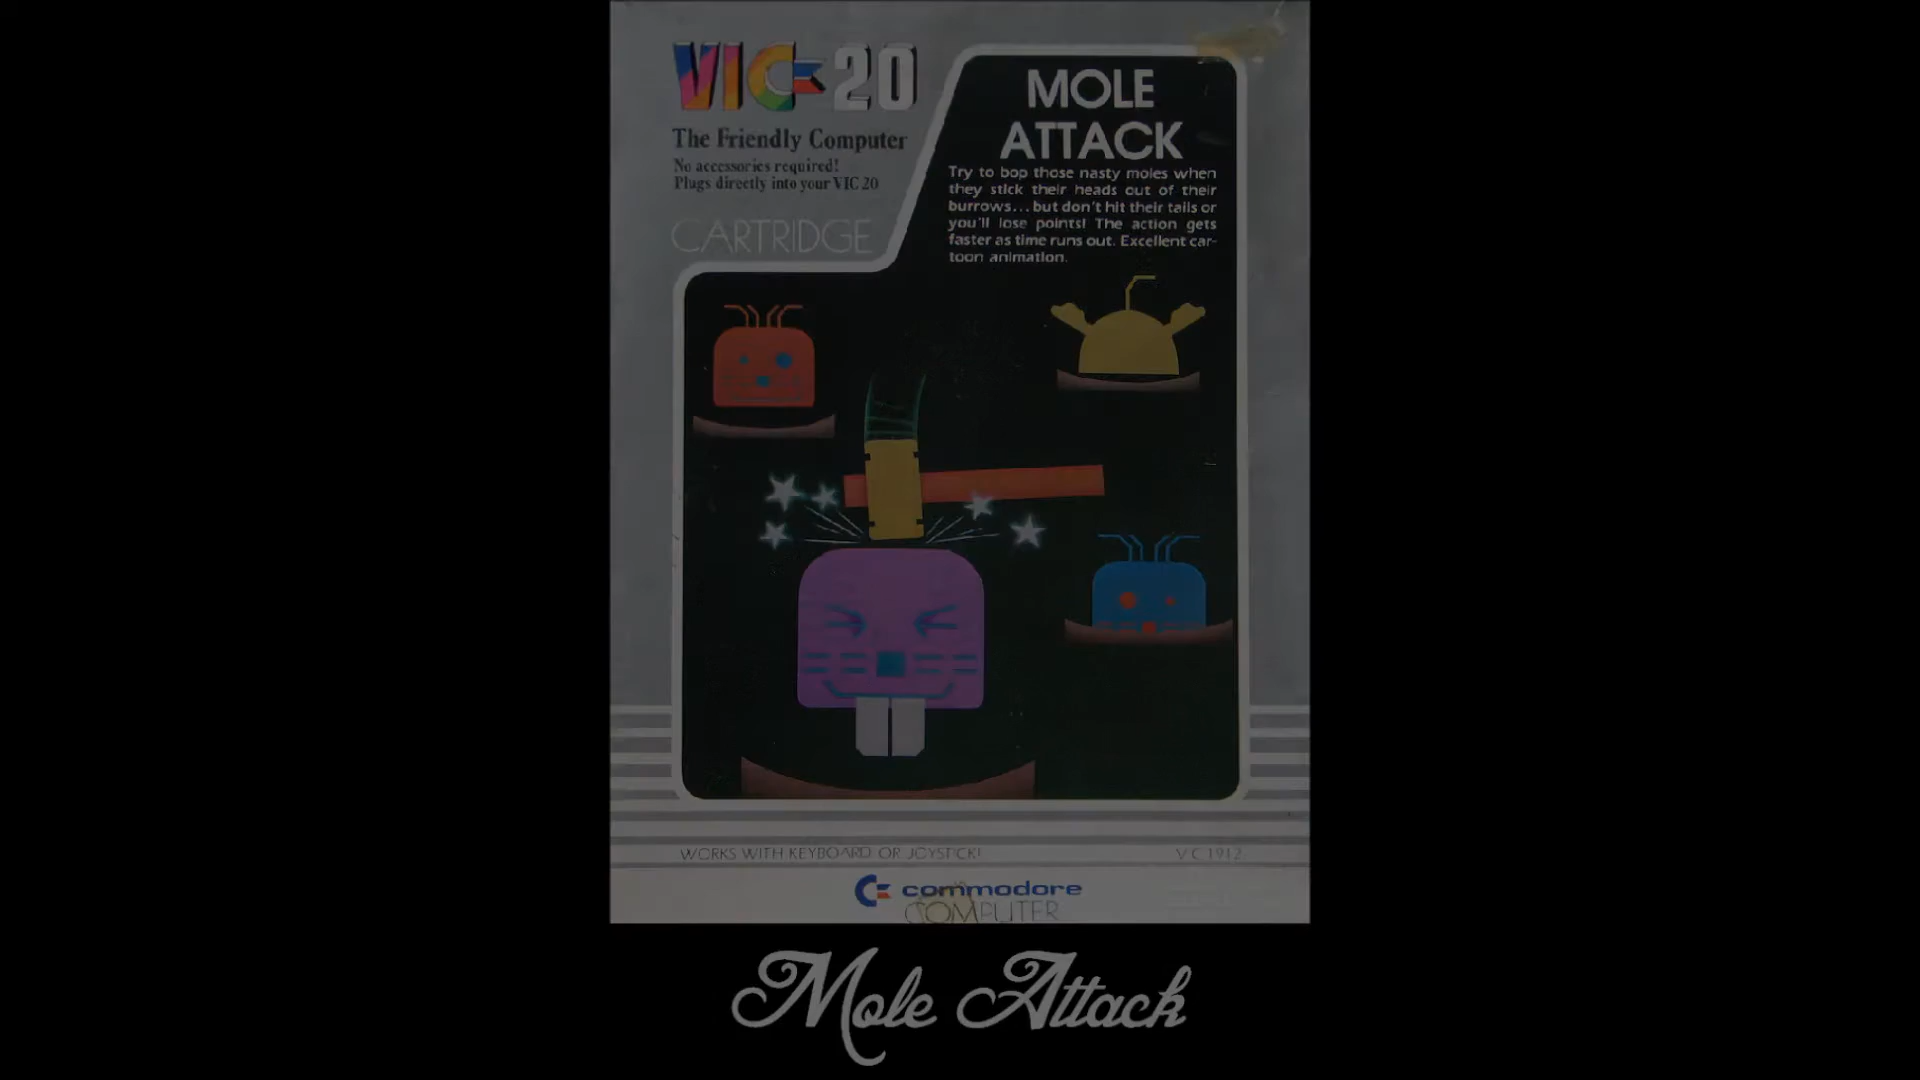 VIC 20
The Friendly Computer
No accessories required!
Plugs directly into your VIC 20
CARTRIDGE
MOLE
ATTACK
Try to bop those nasty moles when
they stick their heads out of their
burrows...but don't hit their tails or
you'll lose points! The action gets
faster as time runs out. Excellent car-
toon animation.
WORKS WITH KEYBOARD OR JOYSTICK!
VIC 1912
commodore
COMPUTER
Mole Attack